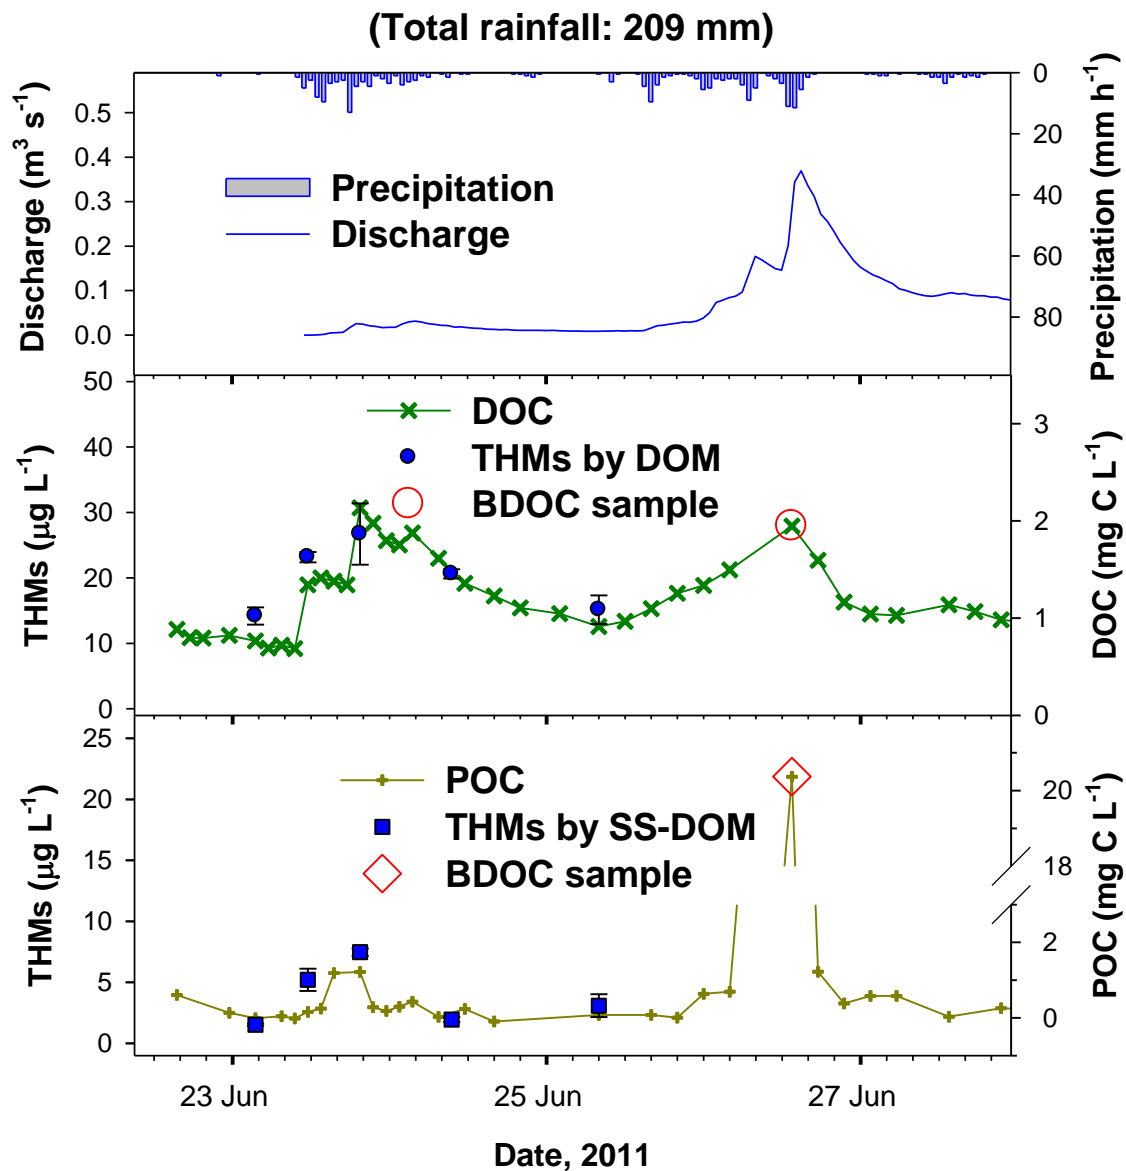 (Total rainfall: 209 mm)
Discharge (m³ s⁻¹)
0.5
0.4
0.3
0.2
0.1
0.0
Precipitation
Discharge
0
20
40
60
80
Precipitation (mm h⁻¹)
THMs (µg L⁻¹)
50
40
30
20
10
0
DOC
THMs by DOM
BDOC sample
3
2
1
0
DOC (mg C L⁻¹)
THMs (µg L⁻¹)
25
20
15
10
5
0
POC
THMs by SS-DOM
BDOC sample
20
18
2
0
POC (mg C L⁻¹)
23 Jun
25 Jun
27 Jun
Date, 2011